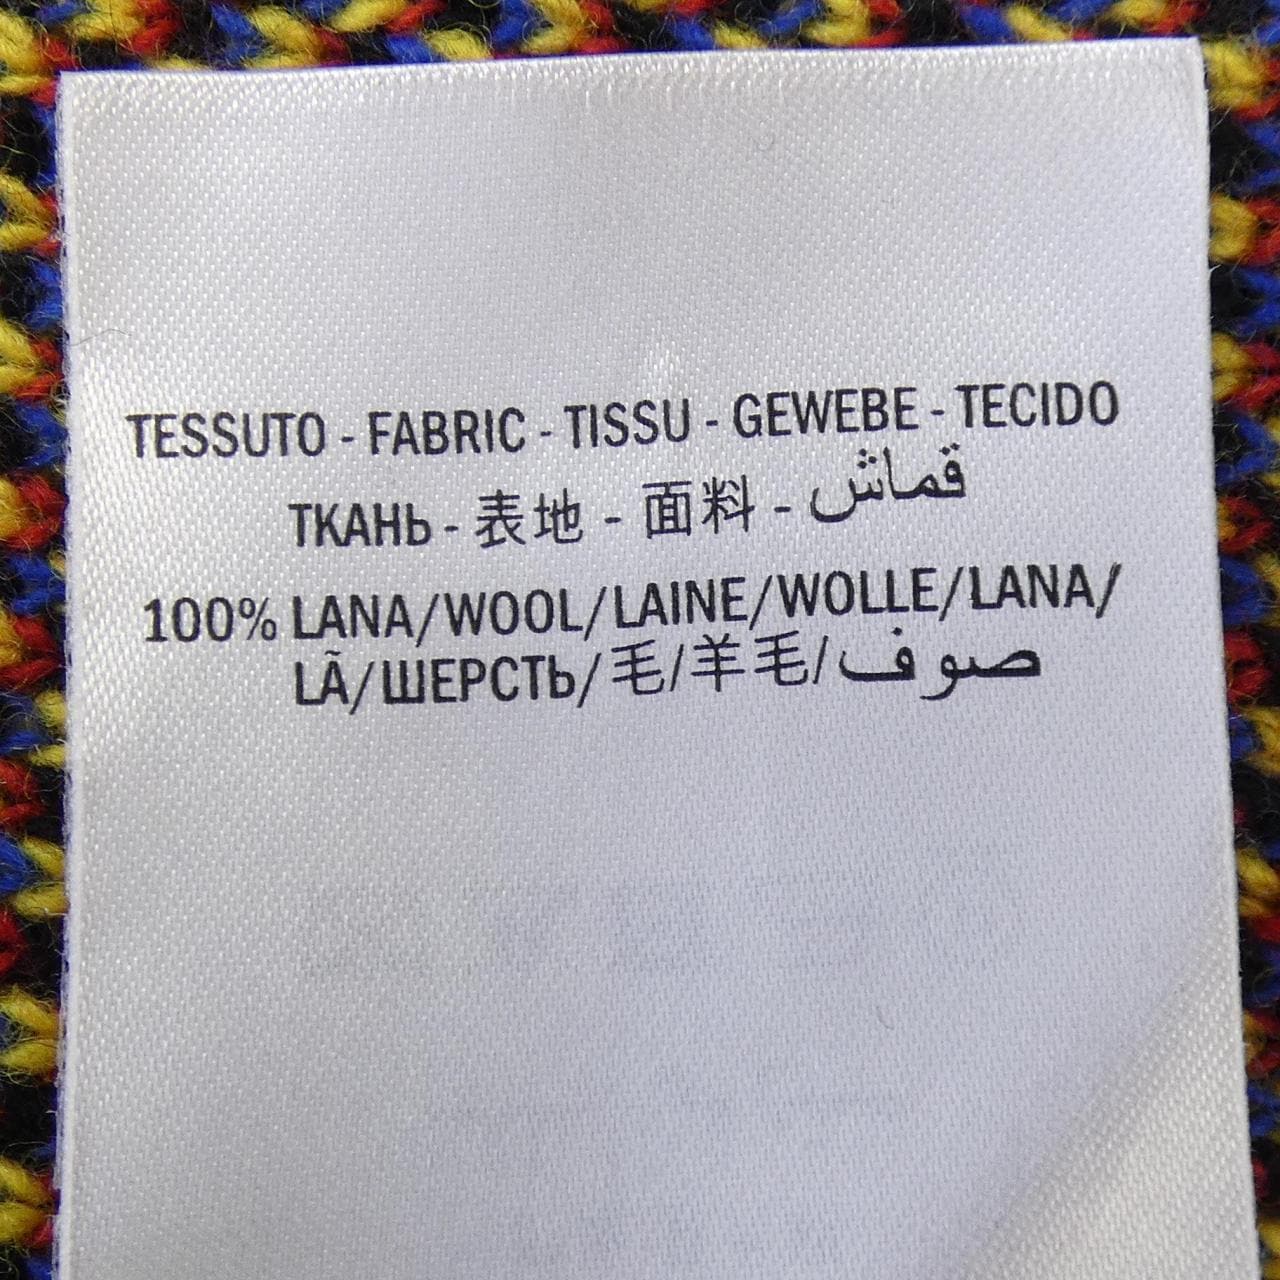 TESSUTO - FABRIC - TISSU - GEWEBE - TECIDO
ТКАНЬ - 表地 - 面料 - قماش
100% LANA/WOOL/LAINE/WOLLE/LANA/
LÃ/ШЕРСТЬ/毛/羊毛/صوف